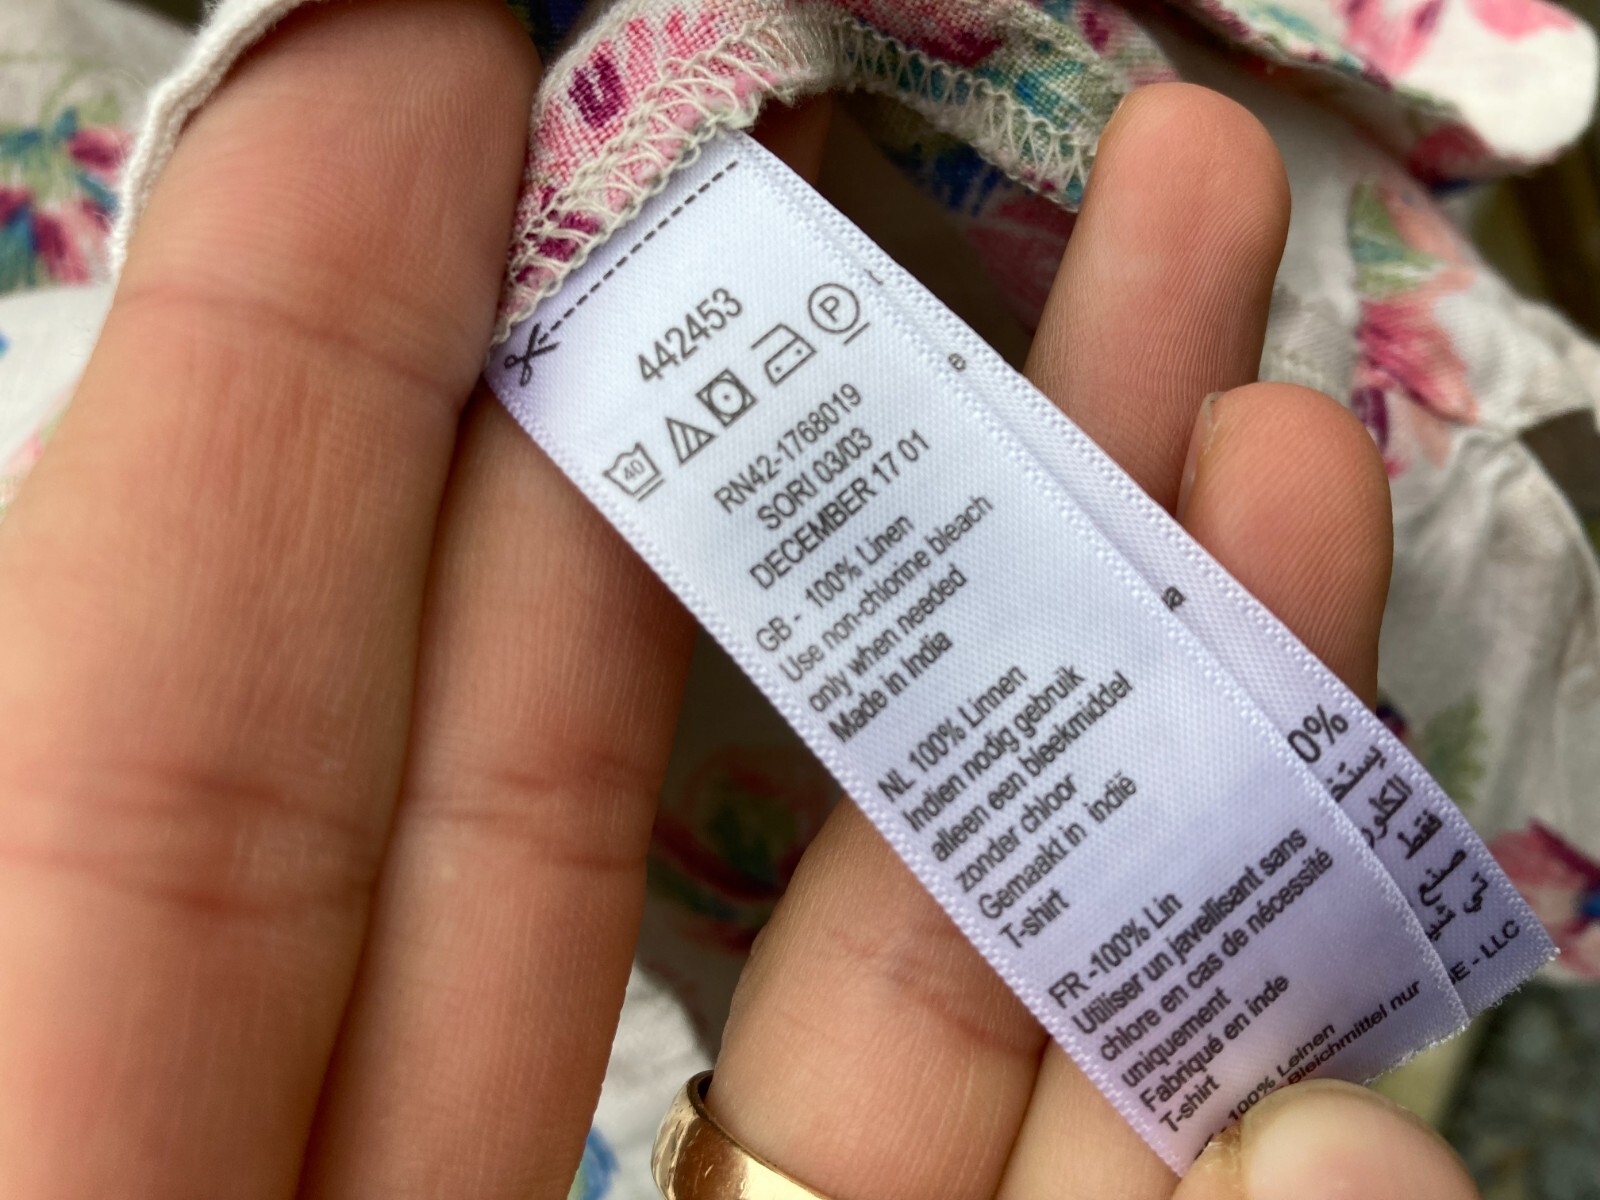 442453
40 P
RN42-1768019
SORI 03/03
DECEMBER 17 01
GB - 100% Linen
Use non-chlorine bleach
only when needed
Made in India
NL 100% Linnen
Indien nodig gebruik
alleen een bleekmiddel
zonder chloor
Gemaakt in indië
T-shirt
FR -100% Lin
Utiliser un javellisant sans
chlore en cas de nécessité
uniquement
Fabriqué en inde
T-shirt
100% Leinen
Bleichmittel nur
0%
فقط
صنع
E - LLC